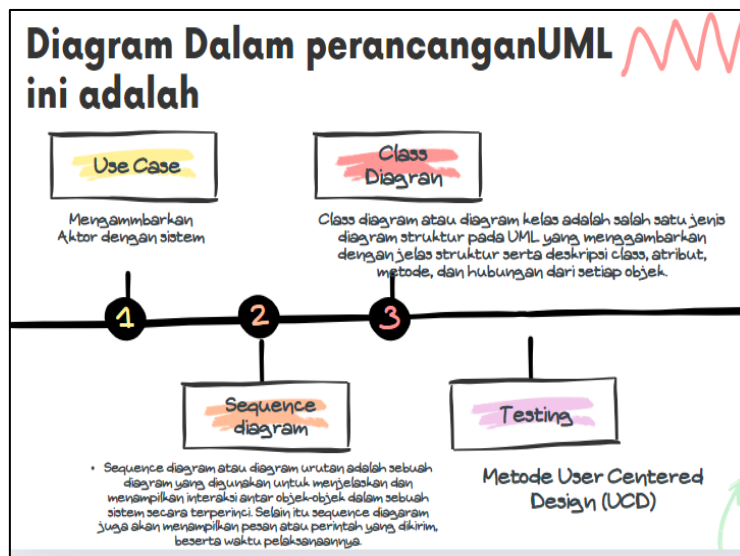 Diagram Dalam perancanganUML
ini adalah
Use Case
Mengammbarkan
Aktor dengan sistem
Class
Diagran
Class diagram atau diagram kelas adalah salah satu jenis
diagram struktur pada UML yang menggambarkan
dengan jelas struktur serta deskripsi class, atribut,
metode, dan hubungan dari setiap objek.
1
2
3
Sequence
diagram
• Sequence diagram atau diagram urutan adalah sebuah
diagram yang digunakan untuk menjelaskan dan
menampilkan interaksi antar objek-objek dalam sebuah
sistem secara terperinci. Selain itu sequence diagaram
juga akan menampilkan pesan atau perintah yang dikirim,
beserta waktu pelaksanaannya.
Testing
Metode User Centered
Design (UCD)